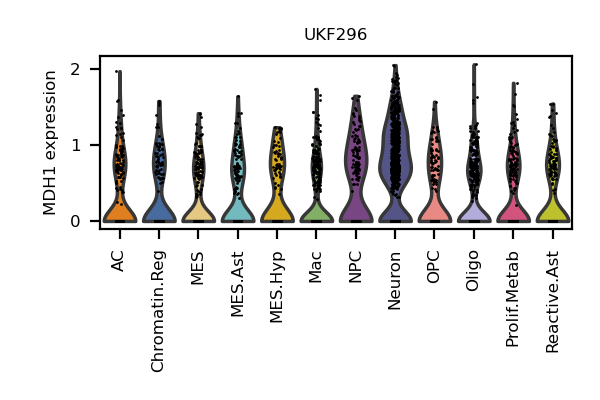 UKF296
MDH1 expression
2
1
0
AC
Chromatin.Reg
MES
MES.Ast
MES.Hyp
Mac
NPC
Neuron
OPC
Oligo
Prolif.Metab
Reactive.Ast